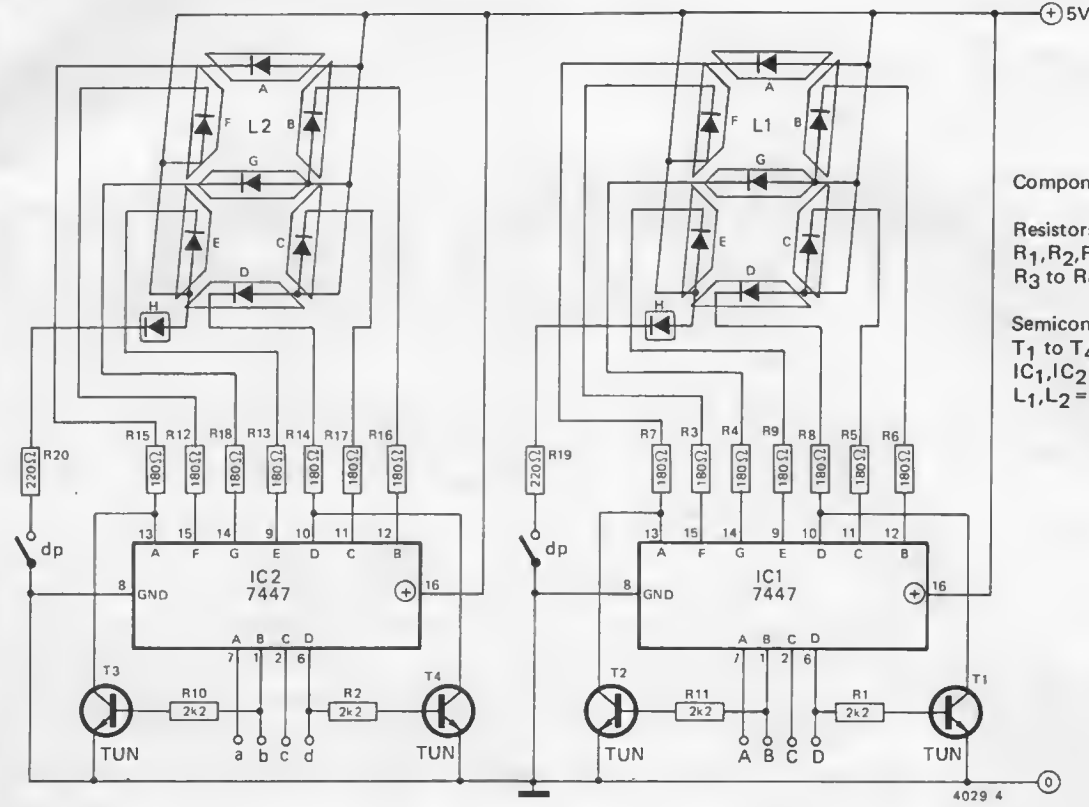 + 5V
A A
F L2 B F L1 B
G G
E C E C
D D
H H
Compon
Resistors
R1,R2,R
R3 to R
Semicon
T1 to T4
IC1,IC2
L1,L2 =
R20 R15 R12 R18 R13 R14 R17 R16
220Ω 180Ω 180Ω 180Ω 180Ω 180Ω 180Ω 180Ω
R19 R7 R3 R4 R9 R8 R5 R6
220Ω 180Ω 180Ω 180Ω 180Ω 180Ω 180Ω 180Ω
dp 13 15 14 9 10 11 12
A F G E D C B
dp 13 15 14 9 10 11 12
A F G E D C B
8 GND IC2 + 16
7447
8 GND IC1 + 16
7447
A B C D
7 1 2 6
A B C D
7 1 2 6
T3 R10 R2 T4
2k2 2k2
TUN a b c d TUN
T2 R11 R1 T1
2k2 2k2
TUN A B C D TUN
4029 4
0